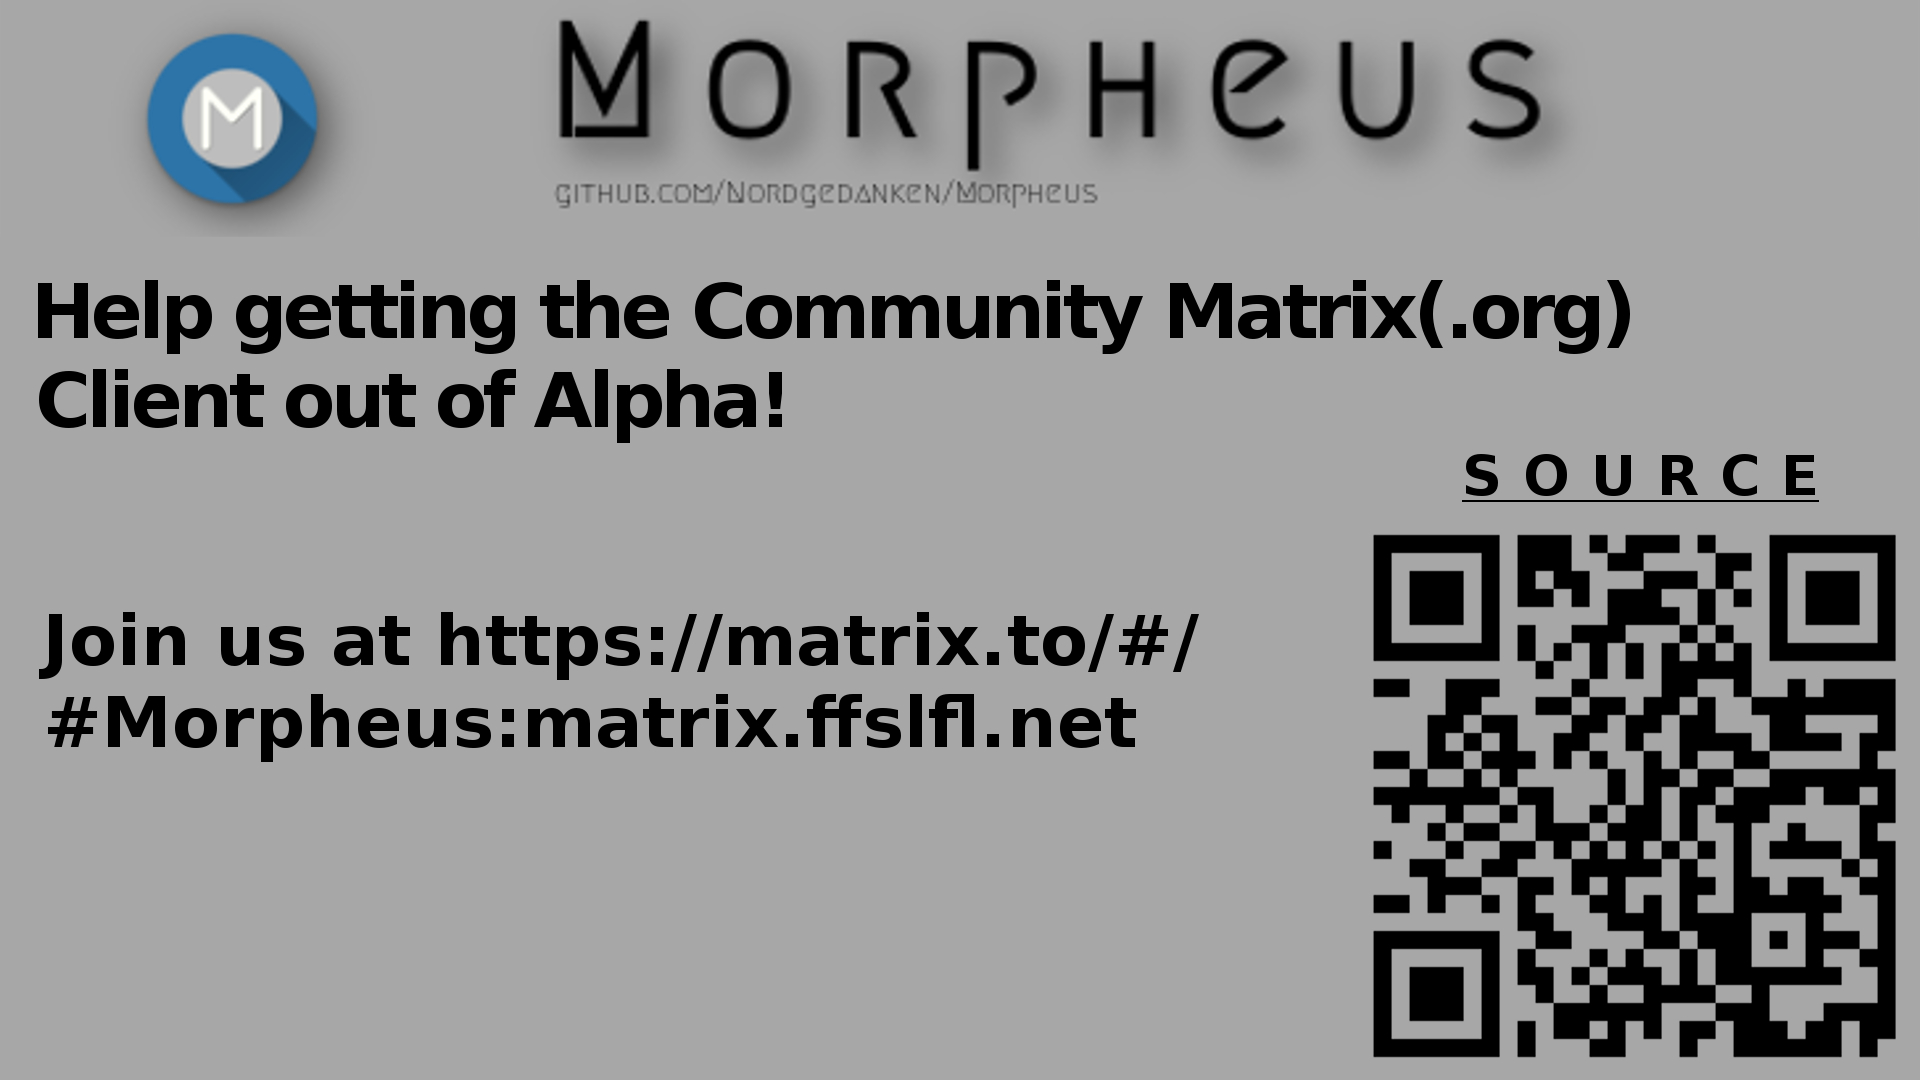 M
Morpheus
github.com/Nordgedanken/Morpheus
Help getting the Community Matrix(.org)
Client out of Alpha!
SOURCE
Join us at https://matrix.to/#/
#Morpheus:matrix.ffslfl.net